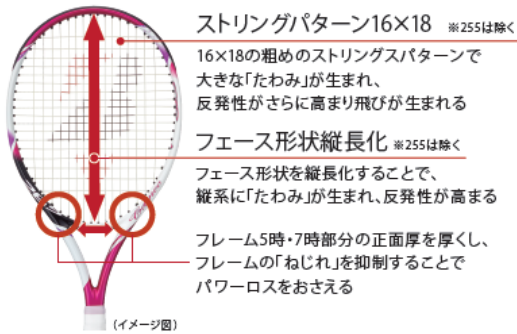 ストリングパターン16×18 ※255は除く
16×18の粗めのストリングスパターンで
大きな「たわみ」が生まれ、
反発性がさらに高まり飛びが生まれる
フェース形状縦長化 ※255は除く
フェース形状を縦長化することで、
縦系に「たわみ」が生まれ、反発性が高まる
フレーム5時・7時部分の正面厚を厚くし、
フレームの「ねじれ」を抑制することで
パワーロスをおさえる
(イメージ図)